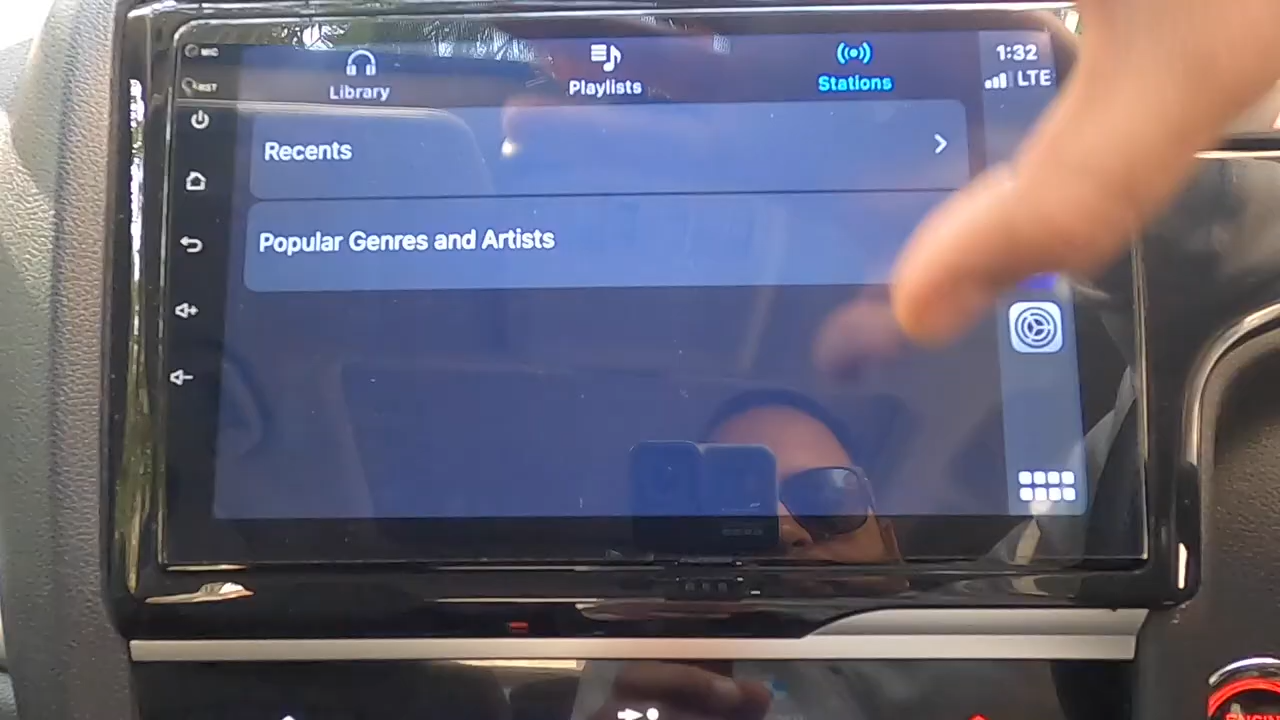 MIC
RST
Library
Playlists
Stations
1:32
LTE
Recents
Popular Genres and Artists